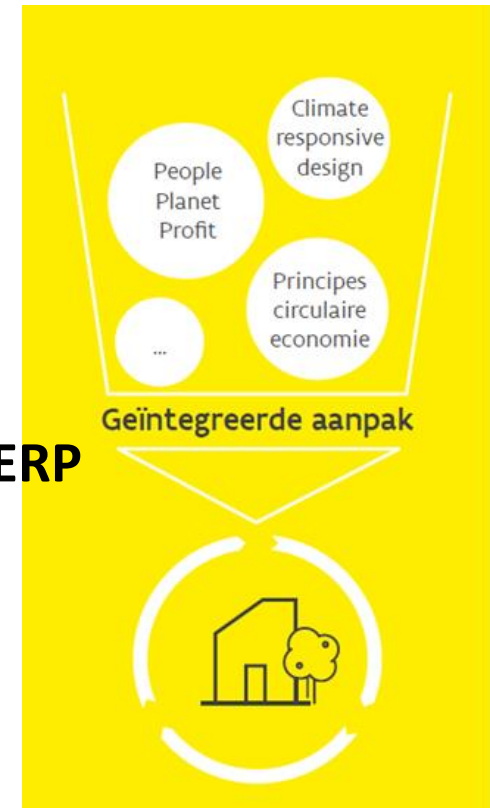 Climate
responsive
design
People
Planet
Profit
Principes
circulaire
economie
...
Geïntegreerde aanpak
ERP